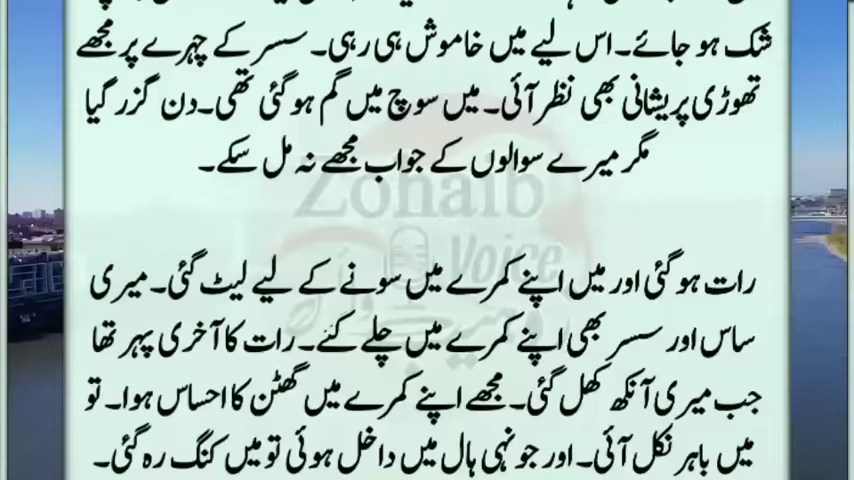 شک ہو جائے۔ اس لیے میں خاموش ہی رہی۔ سسر کے چہرے پر مجھے
تھوڑی پریشانی بھی نظر آئی۔ میں سوچ میں گم ہو گئی تھی۔ دن گزر گیا
مگر میرے سوالوں کے جواب مجھے نہ مل سکے۔
Zohaib
Voice
رات ہو گئی اور میں اپنے کمرے میں سونے کے لیے لیٹ گئی۔ میری
ساس اور سسر بھی اپنے کمرے میں چلے گئے۔ رات کا آخری پہر تھا
جب میری آنکھ کھل گئی۔ مجھے اپنے کمرے میں گھٹن کا احساس ہوا۔ تو
میں باہر نکل آئی۔ اور جونہی ہال میں داخل ہوئی تو میں کنگ رہ گئی۔